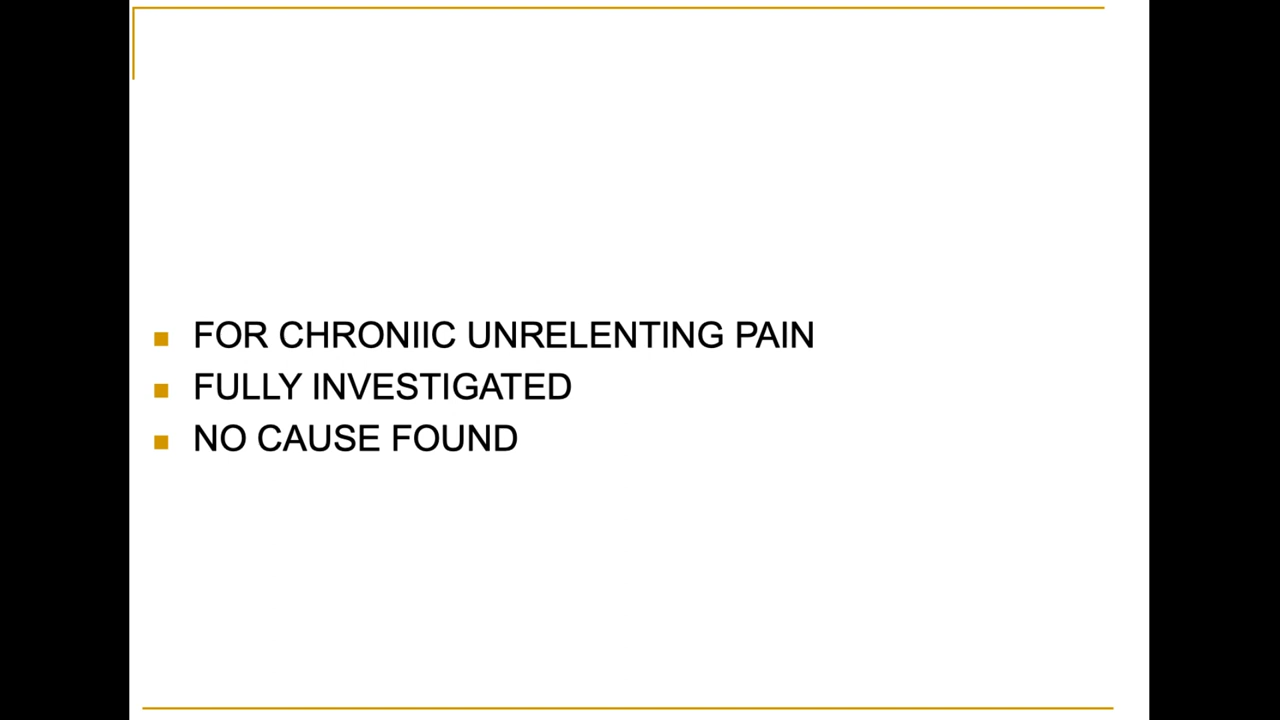 FOR CHRONIIC UNRELENTING PAIN
FULLY INVESTIGATED
NO CAUSE FOUND